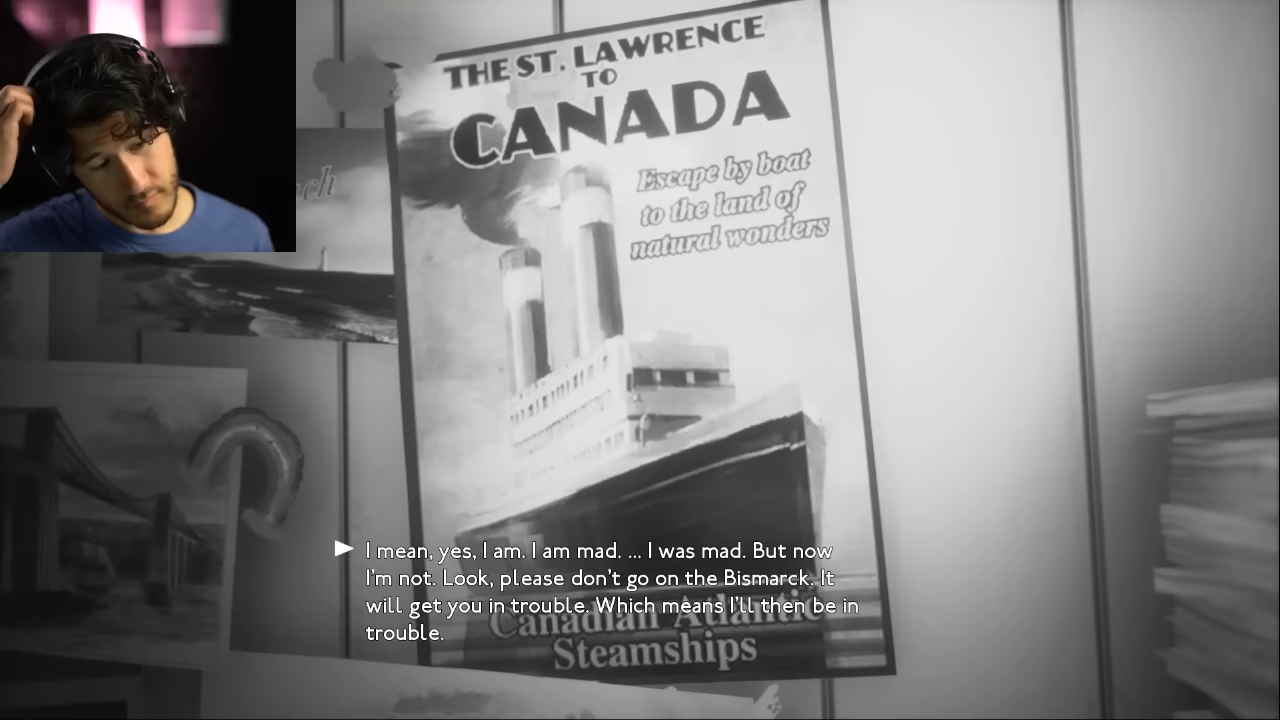 THE ST. LAWRENCE
TO
CANADA
Escape by boat
to the land of
natural wonders
I mean, yes, I am. I am mad. ... I was mad. But now
I'm not. Look, please don't go on the Bismarck. It
will get you in trouble. Which means I'll then be in
trouble.
Canadian Atlantic
Steamships